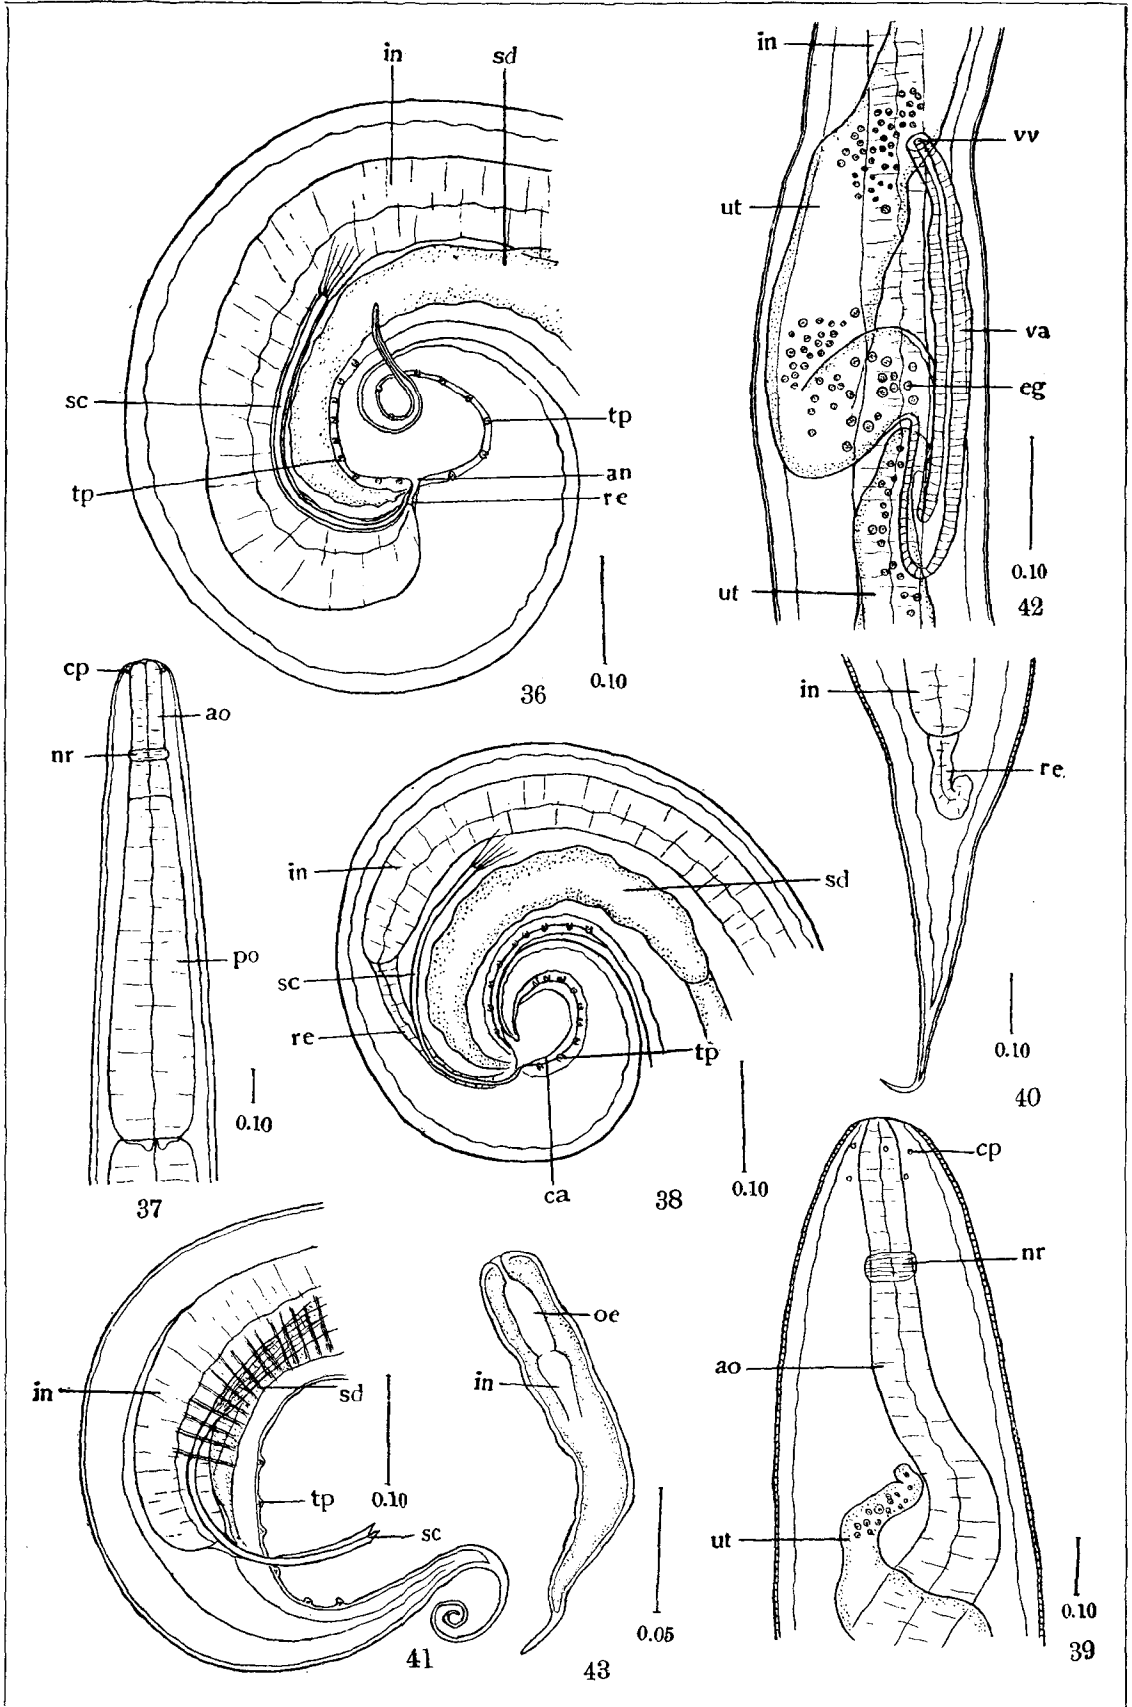 in
sd
sc
tp
tp
an
re
0.10
36
in
vv
ut
va
eg
ut
0.10
42
cp
ao
nr
po
0.10
37
in
sd
sc
re
tp
ca
0.10
38
in
re
0.10
40
cp
nr
ao
ut
0.10
39
in
sd
tp
sc
0.10
41
oe
in
0.05
43